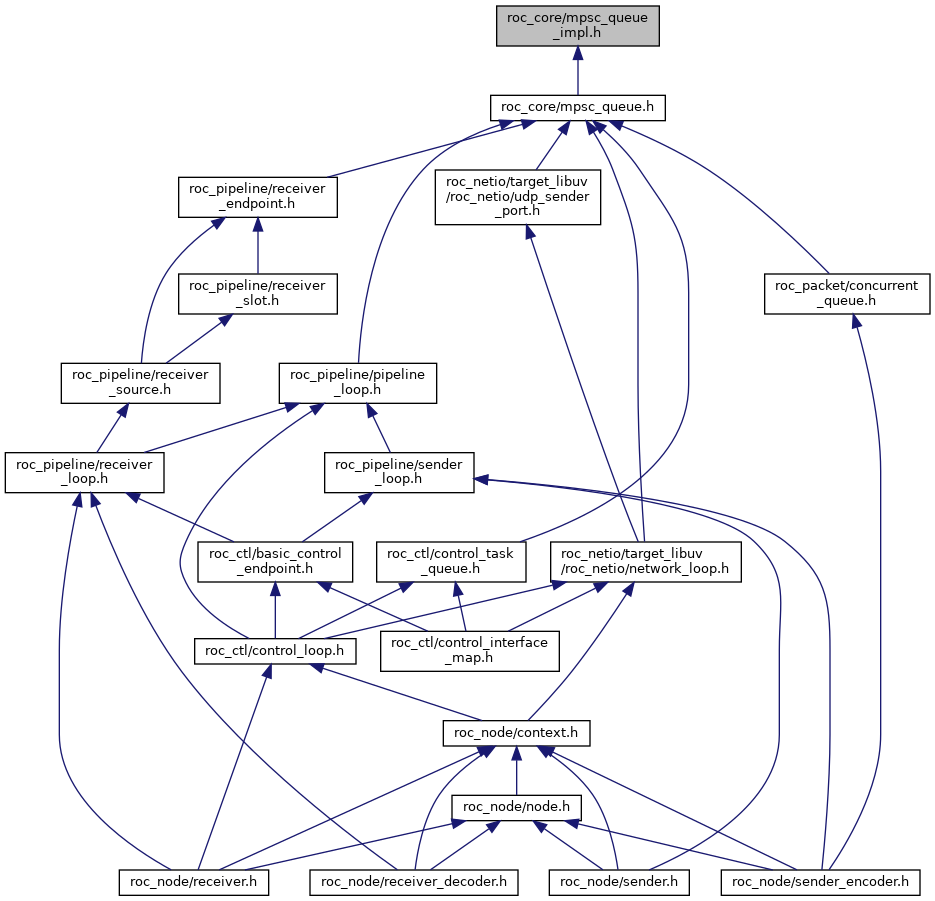 roc_core/mpsc_queue
_impl.h
roc_core/mpsc_queue.h
roc_netio/target_libuv
/roc_netio/udp_sender
_port.h
roc_pipeline/receiver
_endpoint.h
roc_pipeline/receiver
_slot.h
roc_packet/concurrent
_queue.h
roc_pipeline/receiver
_source.h
roc_pipeline/pipeline
_loop.h
roc_pipeline/receiver
_loop.h
roc_pipeline/sender
_loop.h
roc_ctl/basic_control
_endpoint.h
roc_ctl/control_task
_queue.h
roc_netio/target_libuv
/roc_netio/network_loop.h
roc_ctl/control_loop.h
roc_ctl/control_interface
_map.h
roc_node/context.h
roc_node/node.h
roc_node/receiver.h
roc_node/receiver_decoder.h
roc_node/sender.h
roc_node/sender_encoder.h